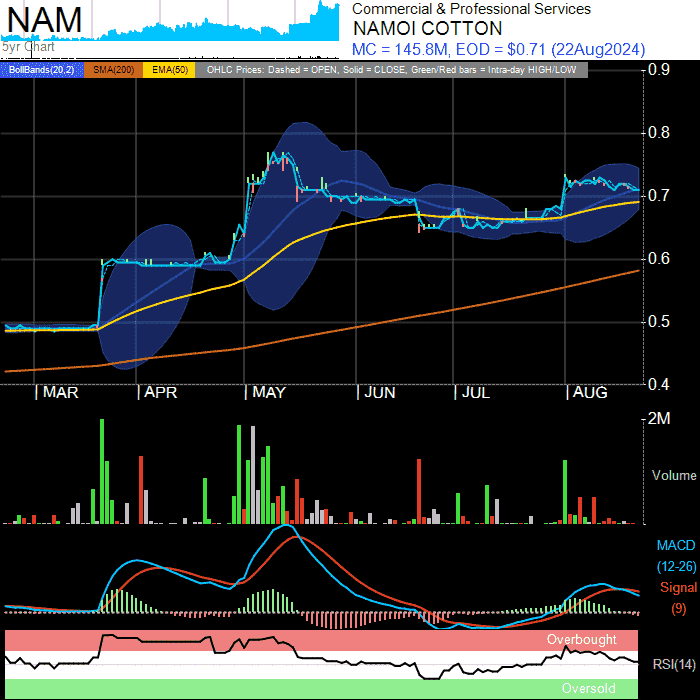 NAM
5yr Chart
Commercial & Professional Services
NAMOI COTTON
MC = 145.8M, EOD = $0.71 (22Aug2024)
BollBands(20,2) SMA(200) EMA(50) OHLC Prices: Dashed = OPEN, Solid = CLOSE, Green/Red bars = Intra-day HIGH/LOW
0.9
0.8
0.7
0.6
0.5
0.4
| MAR | APR | MAY | JUN | JUL | AUG
2M
Volume
MACD
(12-26)
Signal
(9)
Overbought
RSI(14)
Oversold